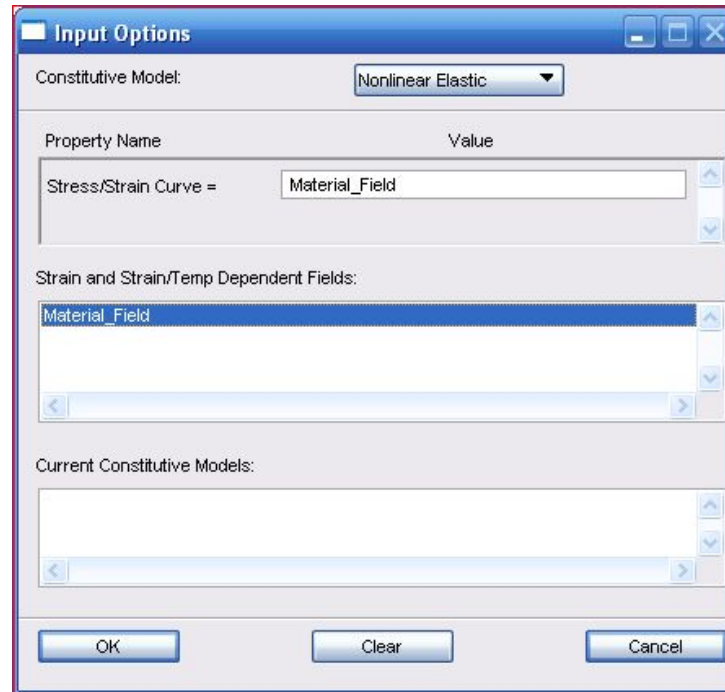 Input Options
Constitutive Model: Nonlinear Elastic
Property Name Value
Stress/Strain Curve = Material_Field
Strain and Strain/Temp Dependent Fields:
Material_Field
Current Constitutive Models:
OK Clear Cancel